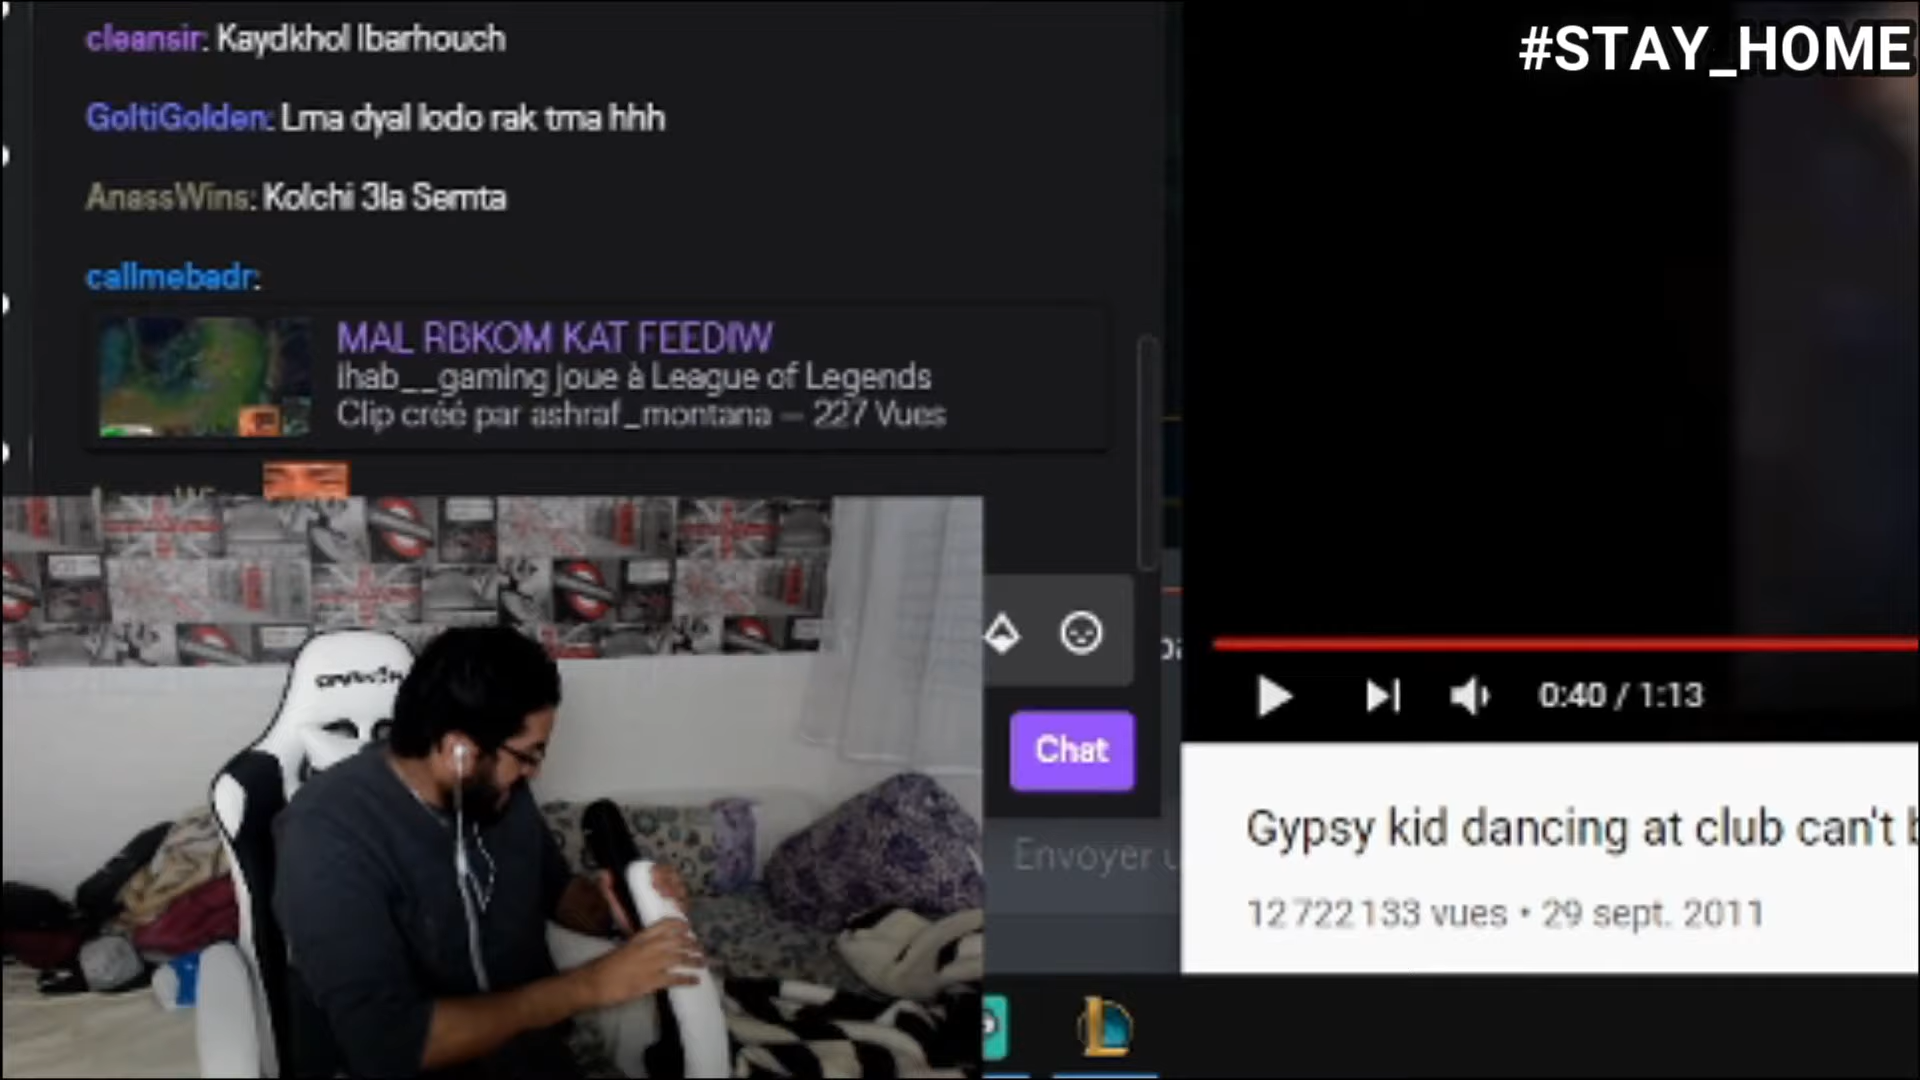 #STAY_HOME
cleansir: Kaydkhol lbarhouch
GoltiGolden: Lma dyal lodo rak tma hhh
AnassWins: Kolchi 3la Semta
callmebadr:
MAL RBKOM KAT FEEDIW
Ihab__gaming joue à League of Legends
Clip créé par ashraf_montana — 227 Vues
0:40 / 1:13
Chat
Gypsy kid dancing at club can't
Envoyer
12 722 133 vues • 29 sept. 2011